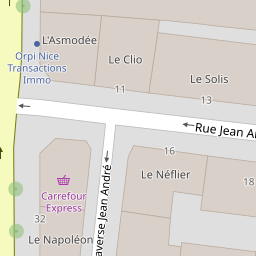 L'Asmodée
Orpi Nice
Transactions
Immo
Le Clio
Le Solis
11
13
Rue Jean A
16
Le Néflier
18
Carrefour
Express
32
Le Napoléon
averse Jean André